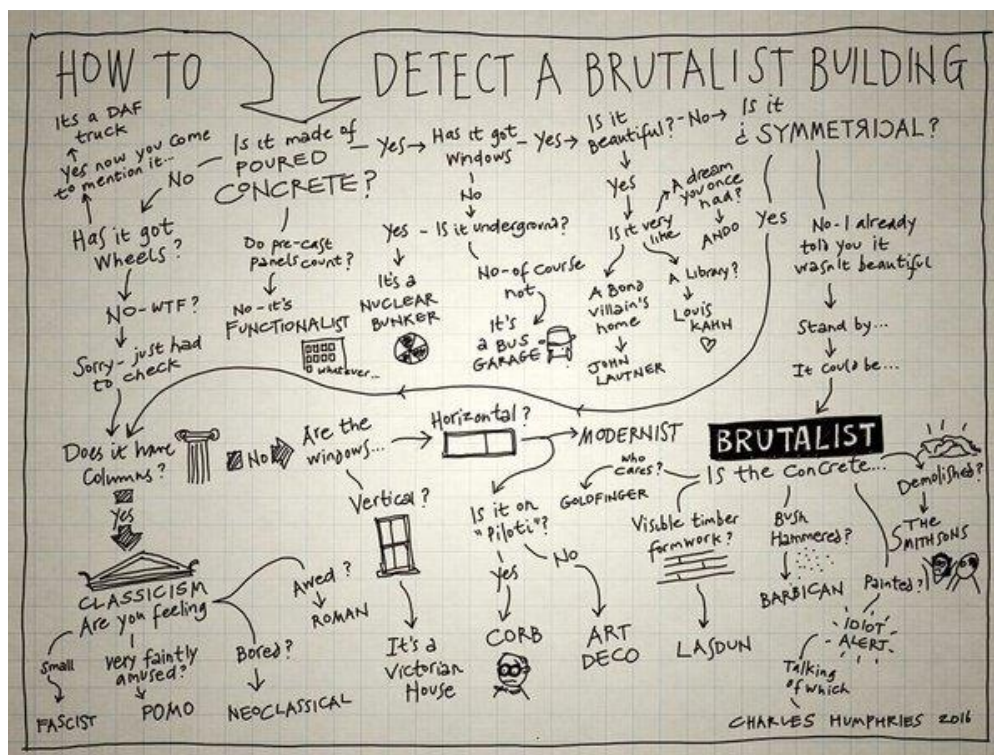 HOW TO
DETECT A BRUTALIST BUILDING
Its a DAF
truck
Yes now you come
to mention it...
No
Has it got
Wheels?
No-WTF?
Sorry-just had
to check
Is it made of
POURED
CONCRETE?
Do pre-cast
panels count?
No-it's
FUNCTIONALIST
whatever...
Yes
Has it got
Windows
No
Is it underground?
Yes
It's a
NUCLEAR
BUNKER
No-of course
not
It's
a BUS
GARAGE
Yes
Is it
beautiful?
Yes
Is it very
like
A dream
you once
had?
ANDO
A Library?
Louis
KAHN
A Bond
villain's
home
JOHN
LAUTNER
No
Is it
¿ SYMMETЯICAL?
Yes
No-I already
told you it
wasn't beautiful
Stand by...
It could be...
Does it have
Columns?
No
Are the
windows...
Horizontal?
MODERNIST
Is it on
"Piloti"?
Yes
CORB
No
ART
DECO
Vertical?
It's a
Victorian
House
Yes
CLASSICISM
Are you feeling
Small
FASCIST
very faintly
amused?
POMO
Bored?
NEOCLASSICAL
Awed?
ROMAN
BRUTALIST
Is the concrete...
who
cares?
GOLDFINGER
Visible timber
formwork?
LASDUN
Bush
Hammered?
BARBICAN
Painted?
IDIOT
ALERT
Demolished?
THE
SMITHSONS
Talking
of which
CHARLES HUMPHRIES 2016